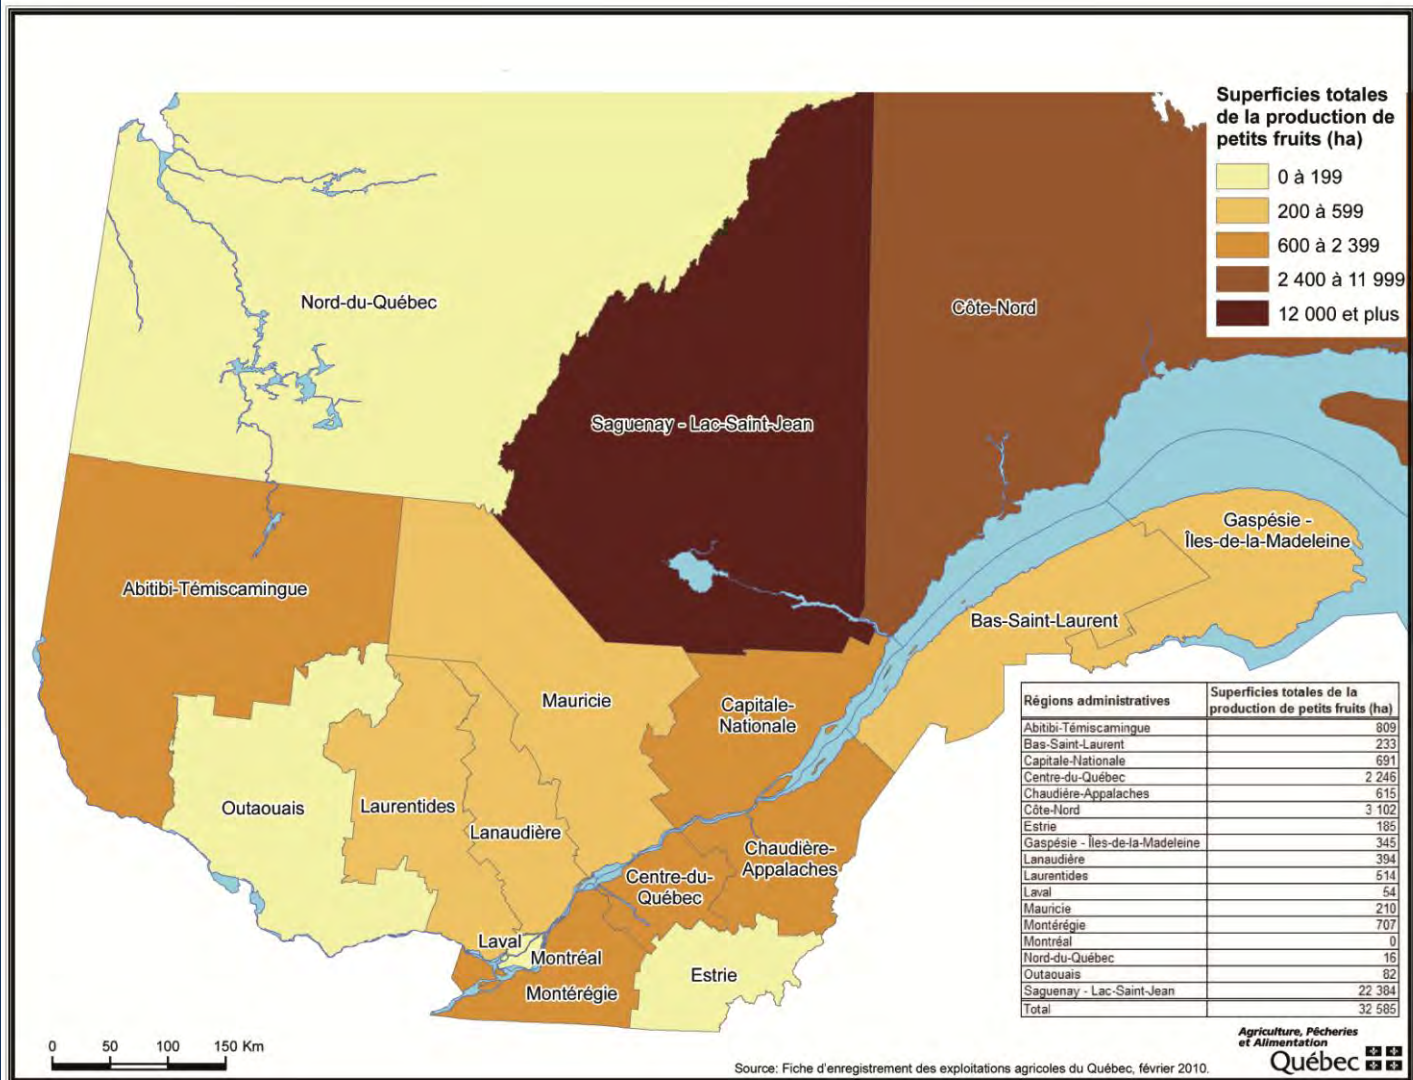 Superficies totales
de la production de
petits fruits (ha)
0 à 199
200 à 599
600 à 2 399
2 400 à 11 999
12 000 et plus
Nord-du-Québec
Côte-Nord
Saguenay - Lac-Saint-Jean
Gaspésie -
Îles-de-la-Madeleine
Abitibi-Témiscamingue
Bas-Saint-Laurent
Mauricie
Capitale-
Nationale
Outaouais
Laurentides
Lanaudière
Chaudière-
Appalaches
Centre-du-
Québec
Laval
Montréal
Montérégie
Estrie
Régions administratives Superficies totales de la
production de petits fruits (ha)
Abitibi-Témiscamingue 809
Bas-Saint-Laurent 233
Capitale-Nationale 691
Centre-du-Québec 2 246
Chaudière-Appalaches 615
Côte-Nord 3 102
Estrie 185
Gaspésie - Îles-de-la-Madeleine 345
Lanaudière 394
Laurentides 514
Laval 54
Mauricie 210
Montérégie 707
Montréal 0
Nord-du-Québec 16
Outaouais 82
Saguenay - Lac-Saint-Jean 22 384
Total 32 585
0 50 100 150 Km
Source: Fiche d'enregistrement des exploitations agricoles du Québec, février 2010.
Agriculture, Pêcheries
et Alimentation
Québec